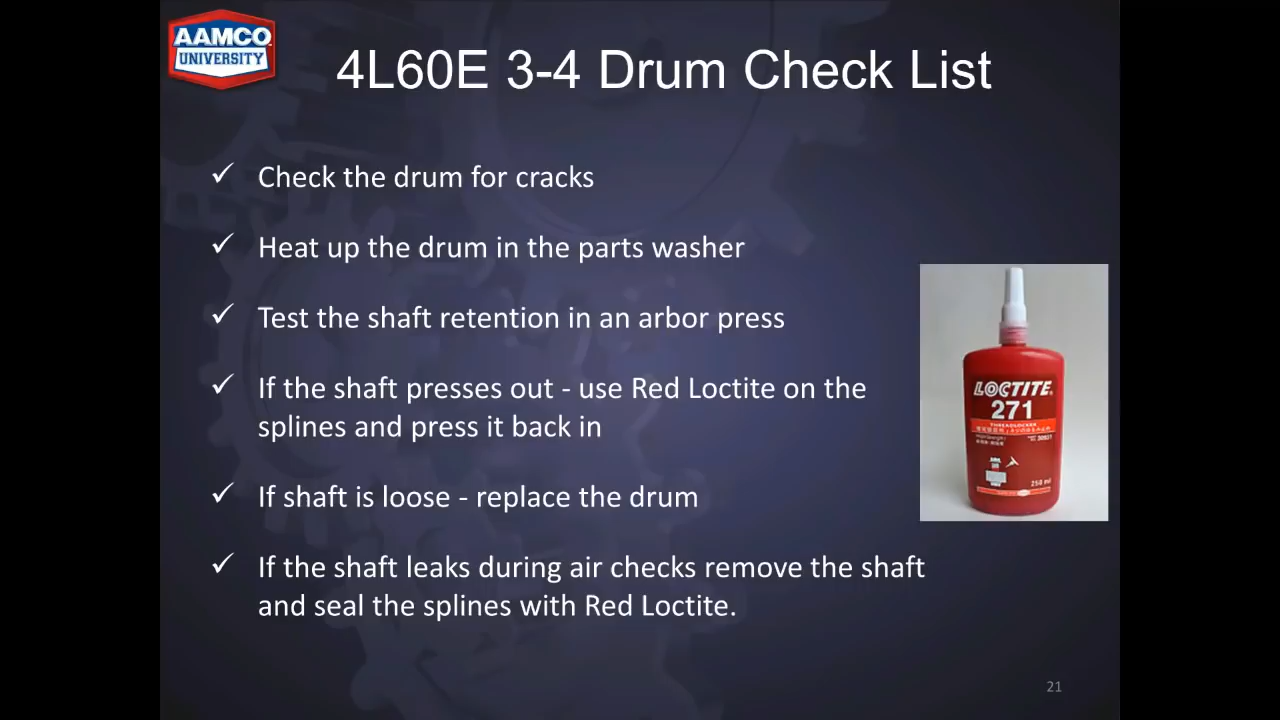 AAMCO
UNIVERSITY
4L60E 3-4 Drum Check List
Check the drum for cracks
Heat up the drum in the parts washer
Test the shaft retention in an arbor press
If the shaft presses out - use Red Loctite on the
splines and press it back in
If shaft is loose - replace the drum
If the shaft leaks during air checks remove the shaft
and seal the splines with Red Loctite.
LOCTITE
271
THREADLOCKER
250 ml
21